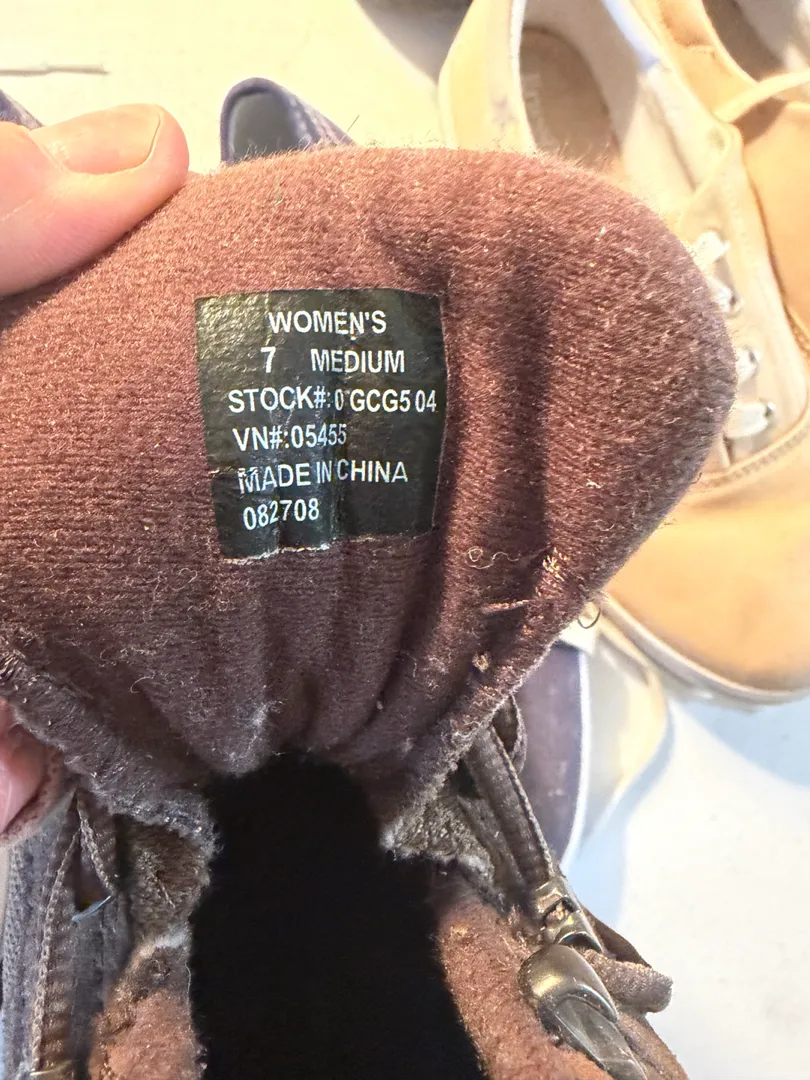 WOMEN'S
7 MEDIUM
STOCK#:0 GCG5 04
VN#:05455
MADE IN CHINA
082708